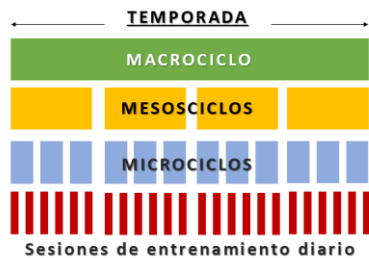 TEMPORADA
MACROCICLO
MESOSCICLOS
MICROCICLOS
Sesiones de entrenamiento diario